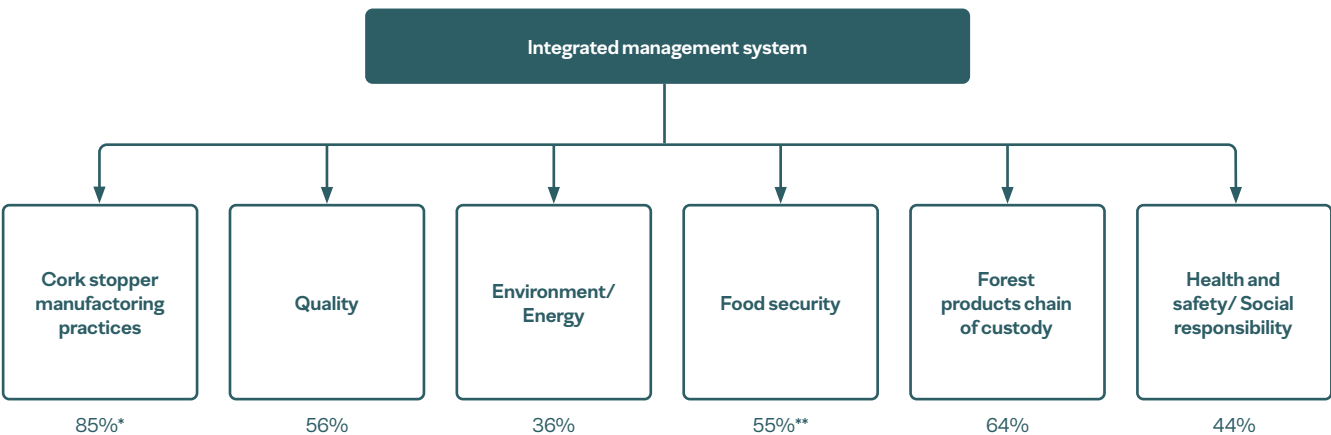 Integrated management system
Cork stopper
manufactoring
practices
Quality
Environment/
Energy
Food security
Forest
products chain
of custody
Health and
safety/ Social
responsibility
85%*
56%
36%
55%**
64%
44%